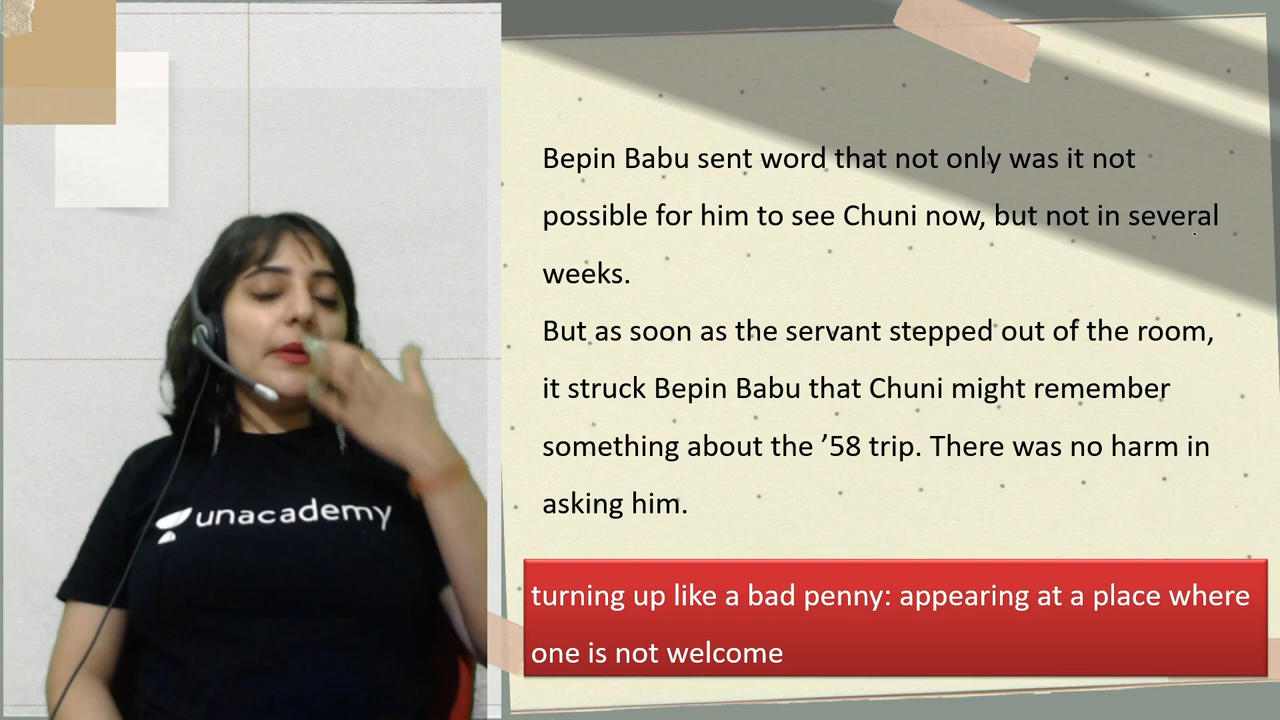 unacademy
Bepin Babu sent word that not only was it not
possible for him to see Chuni now, but not in several
weeks.
But as soon as the servant stepped out of the room,
it struck Bepin Babu that Chuni might remember
something about the ’58 trip. There was no harm in
asking him.
turning up like a bad penny: appearing at a place where
one is not welcome